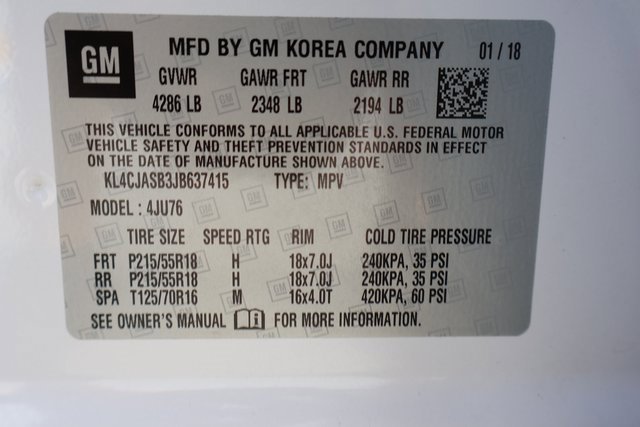 GM MFD BY GM KOREA COMPANY 01 / 18
GVWR GAWR FRT GAWR RR
4286 LB 2348 LB 2194 LB
THIS VEHICLE CONFORMS TO ALL APPLICABLE U.S. FEDERAL MOTOR
VEHICLE SAFETY AND THEFT PREVENTION STANDARDS IN EFFECT
ON THE DATE OF MANUFACTURE SHOWN ABOVE.
KL4CJASB3JB637415 TYPE: MPV
MODEL : 4JU76
TIRE SIZE SPEED RTG RIM COLD TIRE PRESSURE
FRT P215/55R18 H 18x7.0J 240KPA, 35 PSI
RR P215/55R18 H 18x7.0J 240KPA, 35 PSI
SPA T125/70R16 M 16x4.0T 420KPA, 60 PSI
SEE OWNER'S MANUAL FOR MORE INFORMATION.